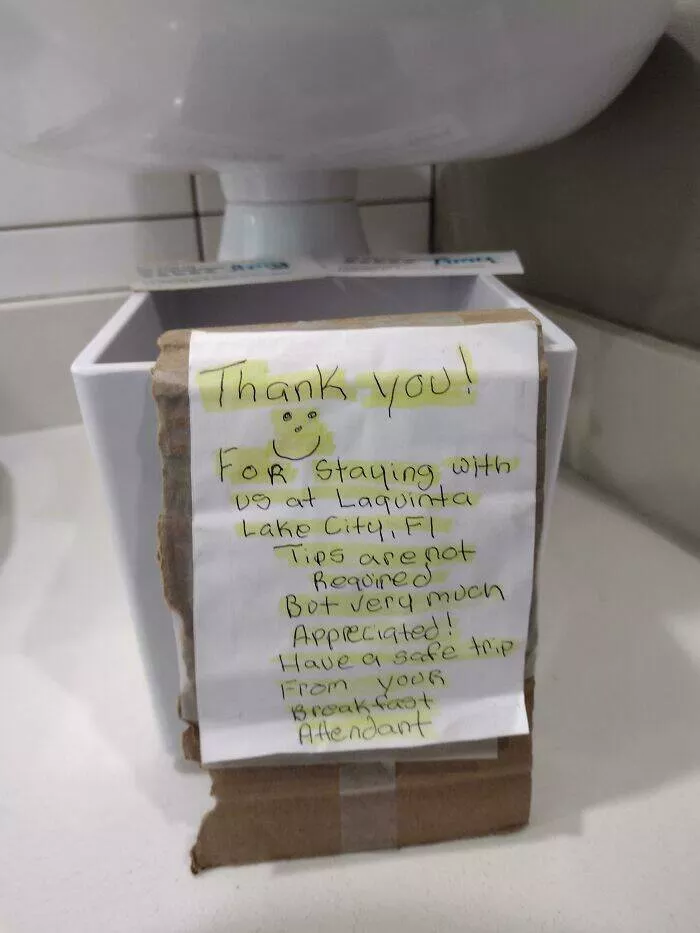 Thank you!
FOR Staying with
us at Laquinta
Lake City, Fl
Tips are not
Required
But very much
Appreciated!
Have a safe trip
From youR
Breakfast
Attendant